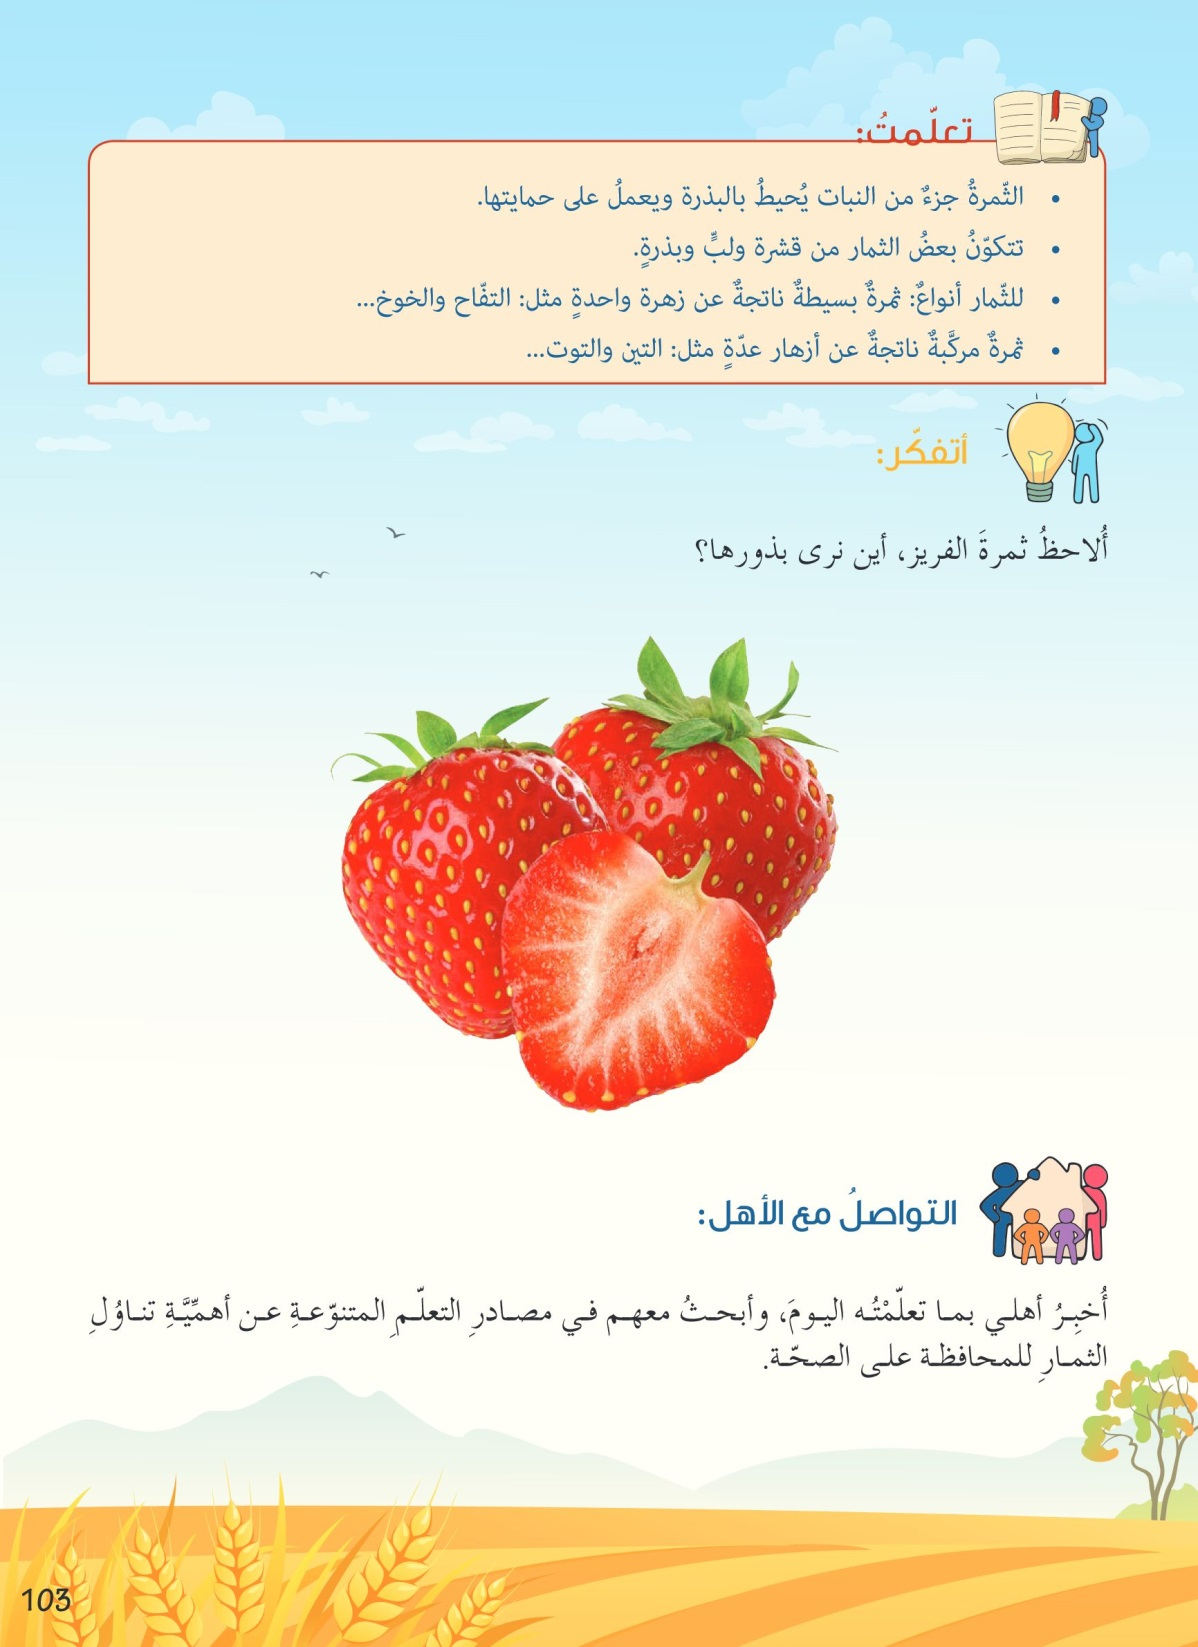 تعلّمتُ:
• الثّمرةُ جزءٌ من النبات يُحيطُ بالبذرة ويعملُ على حمايتها.
• تتكوّنُ بعضُ الثمار من قشرة ولبٍّ وبذرةٍ.
• للثّمار أنواعٌ: ثمرةٌ بسيطةٌ ناتجةٌ عن زهرة واحدةٍ مثل: التفّاح والخوخ...
• ثمرةٌ مركَّبةٌ ناتجةٌ عن أزهار عدّةٍ مثل: التين والتوت...
أتفكّر:
أُلاحظُ ثمرةَ الفريز، أين نرى بذورها؟
التواصلُ مع الأهل:
أُخبِرُ أهلي بما تعلّمْتُه اليومَ، وأبحثُ معهم في مصادرِ التعلّمِ المتنوّعةِ عن أهمِّيَّةِ تناوُلِ
الثمارِ للمحافظة على الصحّة.
103